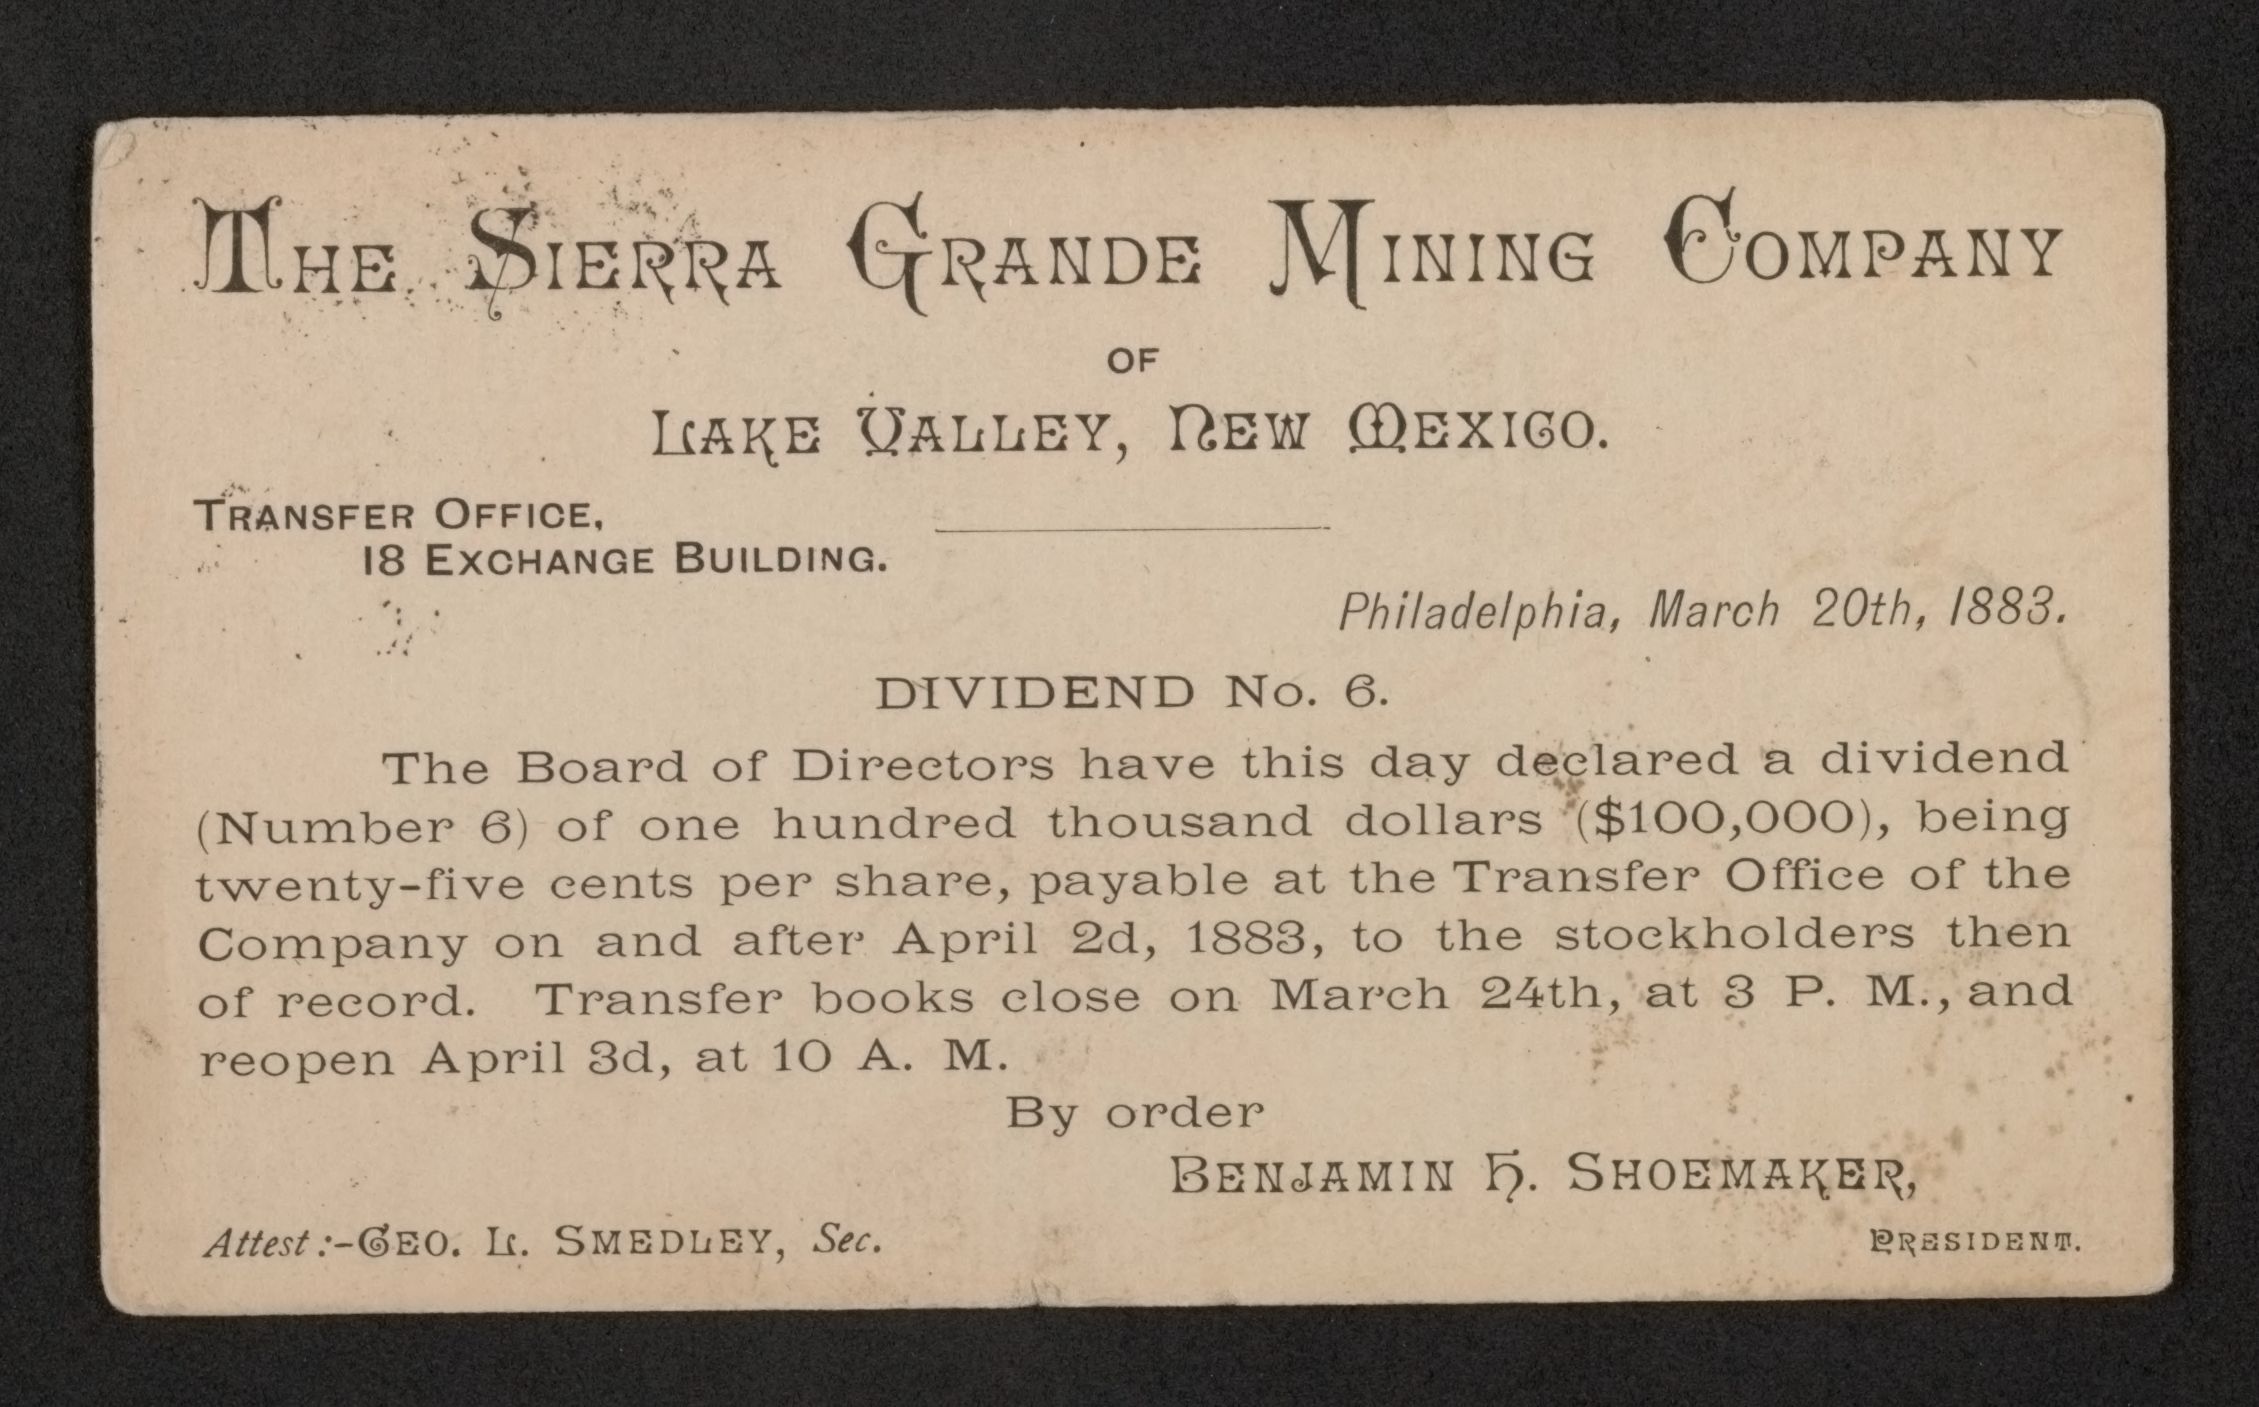 THE SIERRA GRANDE MINING COMPANY
OF
LAKE VALLEY, NEW MEXICO.
TRANSFER OFFICE,
18 EXCHANGE BUILDING.
Philadelphia, March 20th, 1883.
DIVIDEND No. 6.
The Board of Directors have this day declared a dividend
(Number 6) of one hundred thousand dollars ($100,000), being
twenty-five cents per share, payable at the Transfer Office of the
Company on and after April 2d, 1883, to the stockholders then
of record. Transfer books close on March 24th, at 3 P. M., and
reopen April 3d, at 10 A. M.
By order
BENJAMIN H. SHOEMAKER,
PRESIDENT.
Attest:-GEO. L. SMEDLEY, Sec.